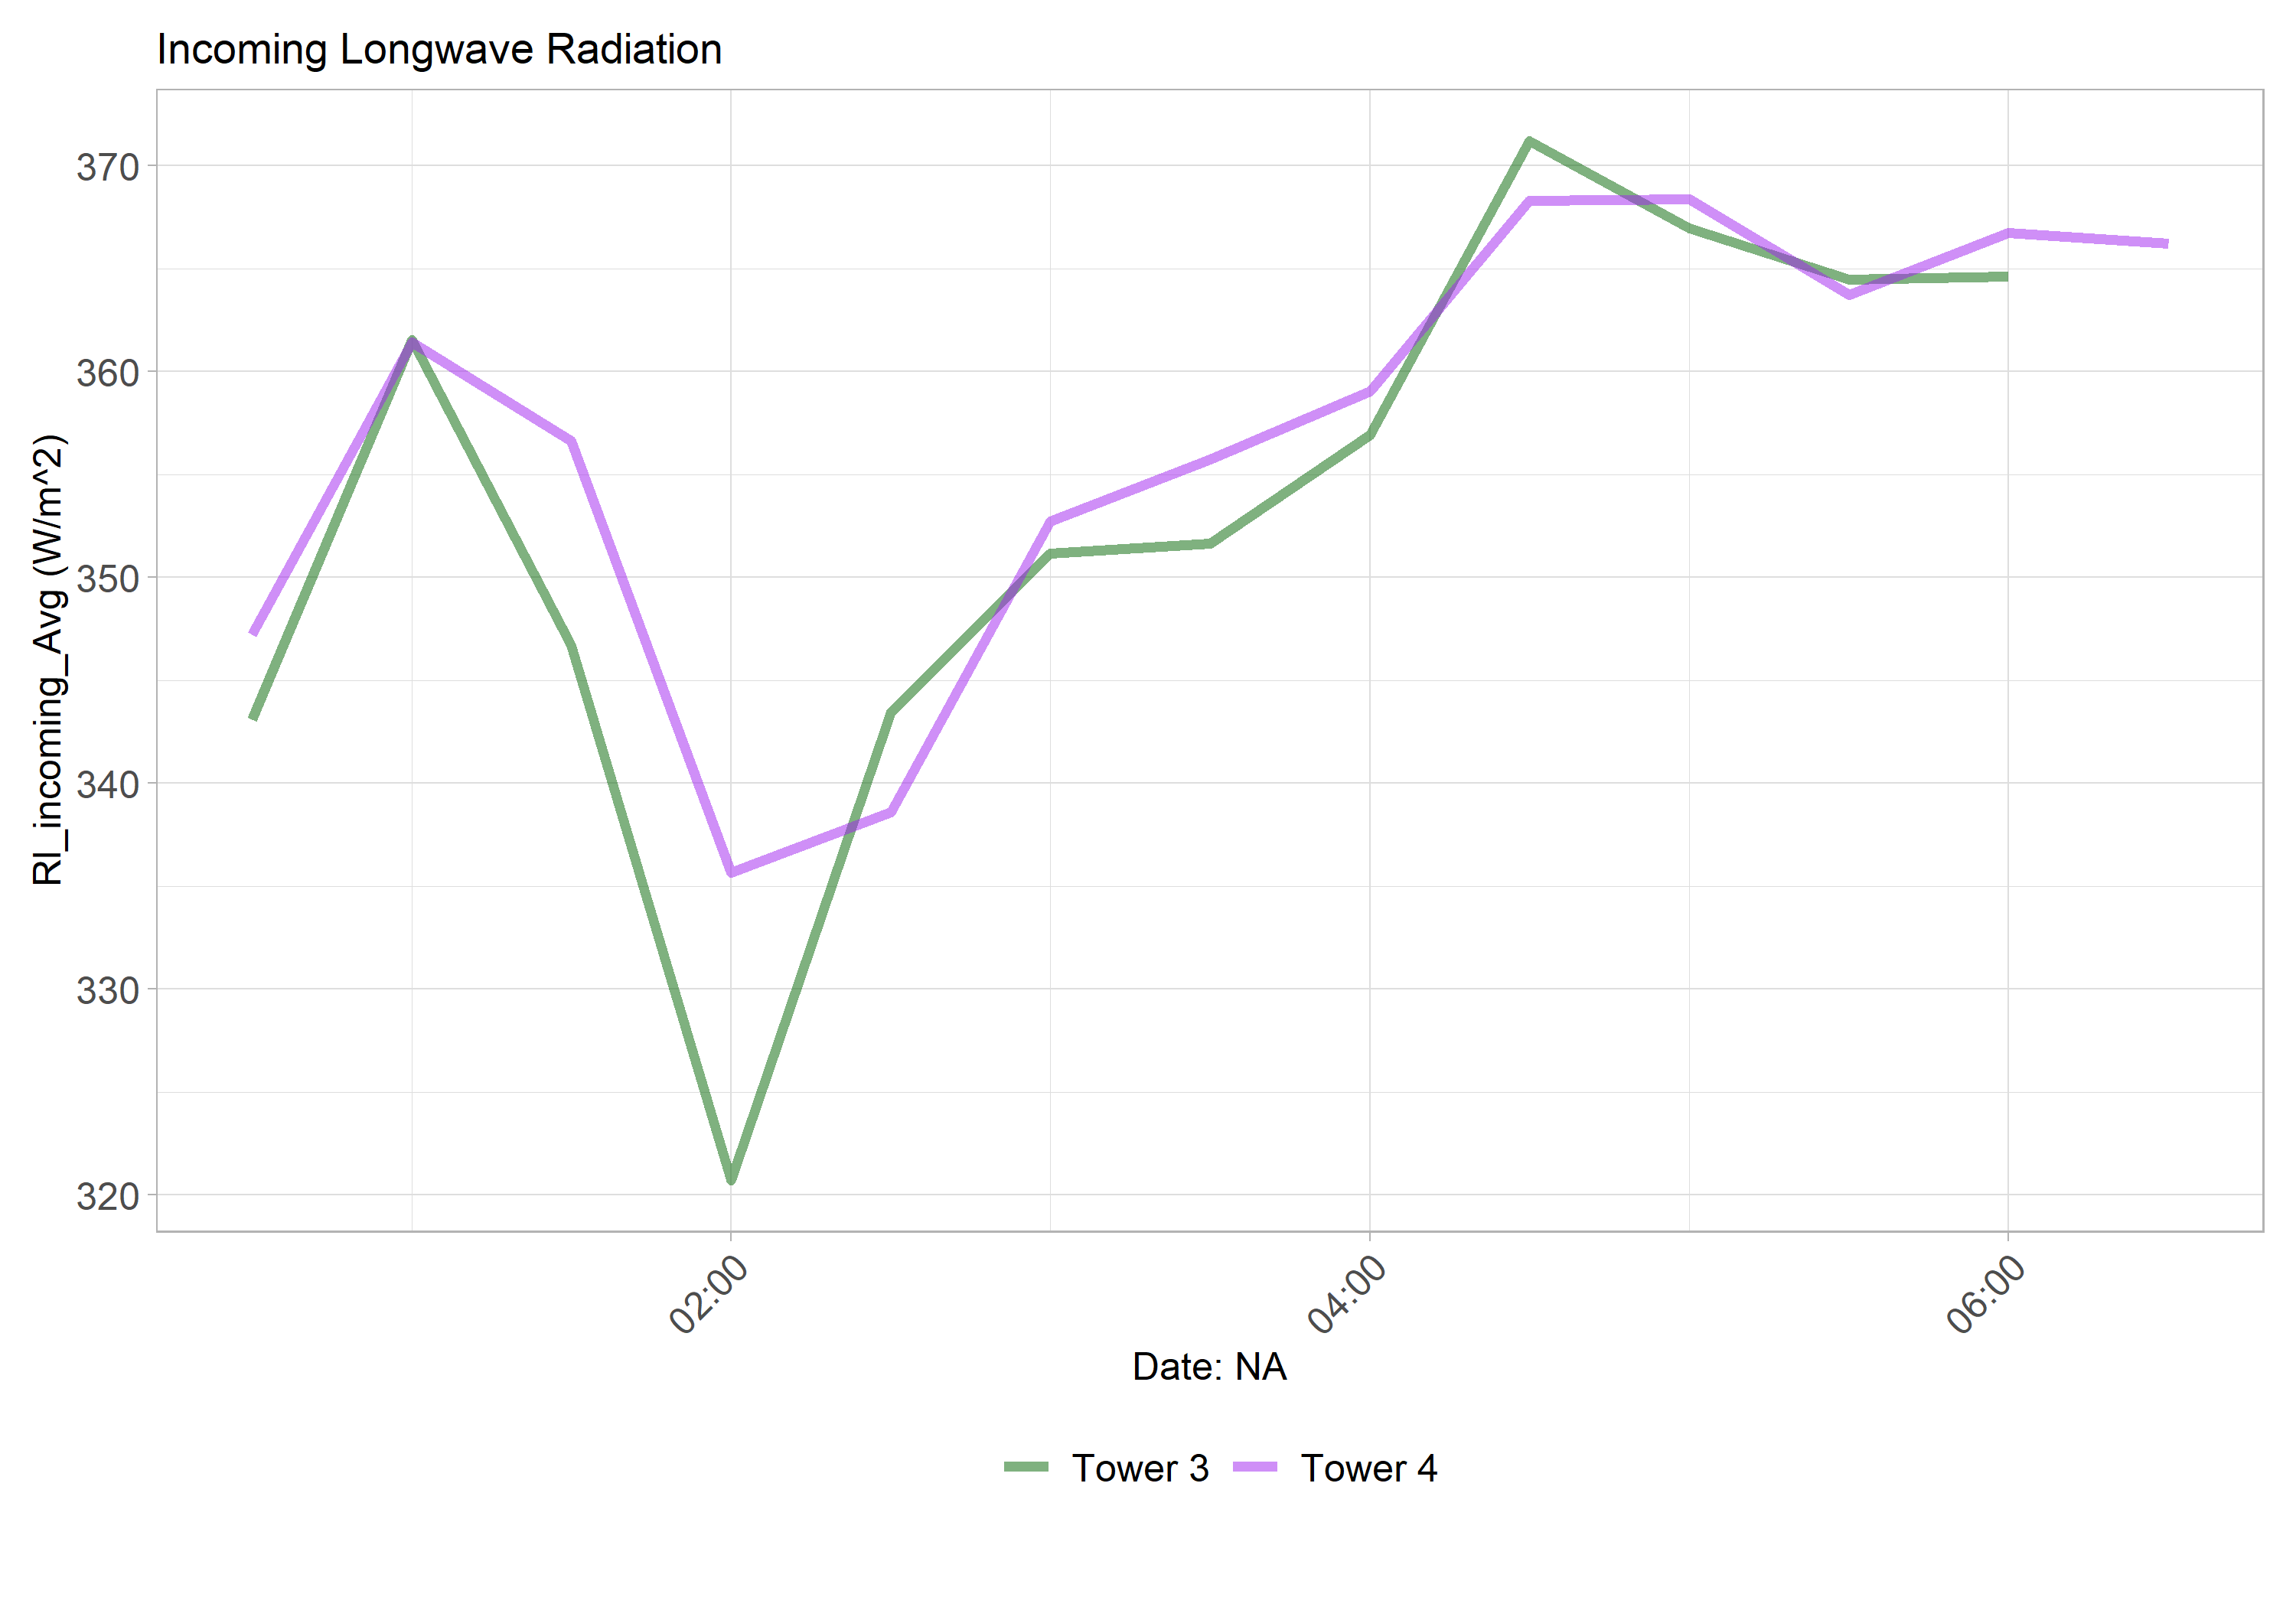 Incoming Longwave Radiation
Rl_incoming_Avg (W/m^2)
370
360
350
340
330
320
02:00
04:00
06:00
Date: NA
Tower 3
Tower 4